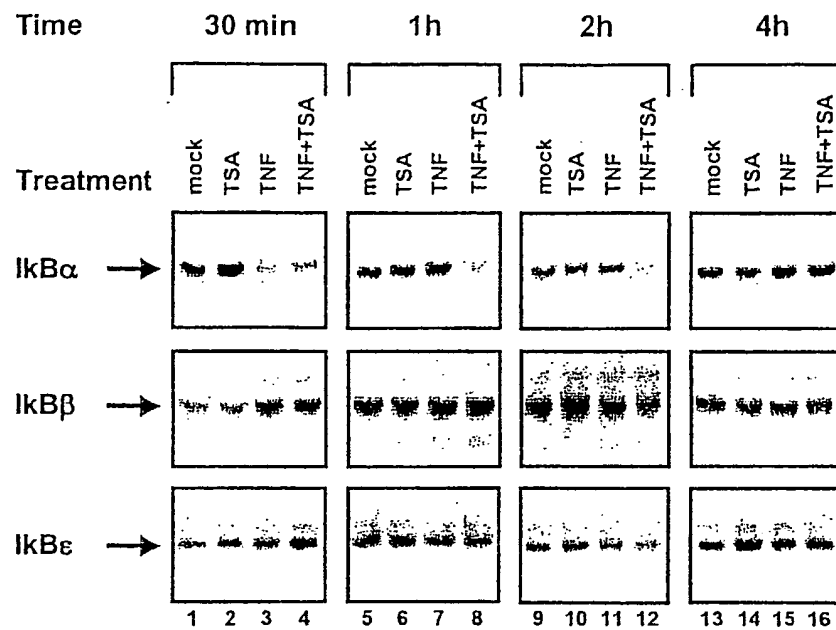 Time 30 min 1h 2h 4h
Treatment mock TSA TNF TNF+TSA mock TSA TNF TNF+TSA mock TSA TNF TNF+TSA mock TSA TNF TNF+TSA
IkBα
IkBβ
IkBε
1 2 3 4 5 6 7 8 9 10 11 12 13 14 15 16